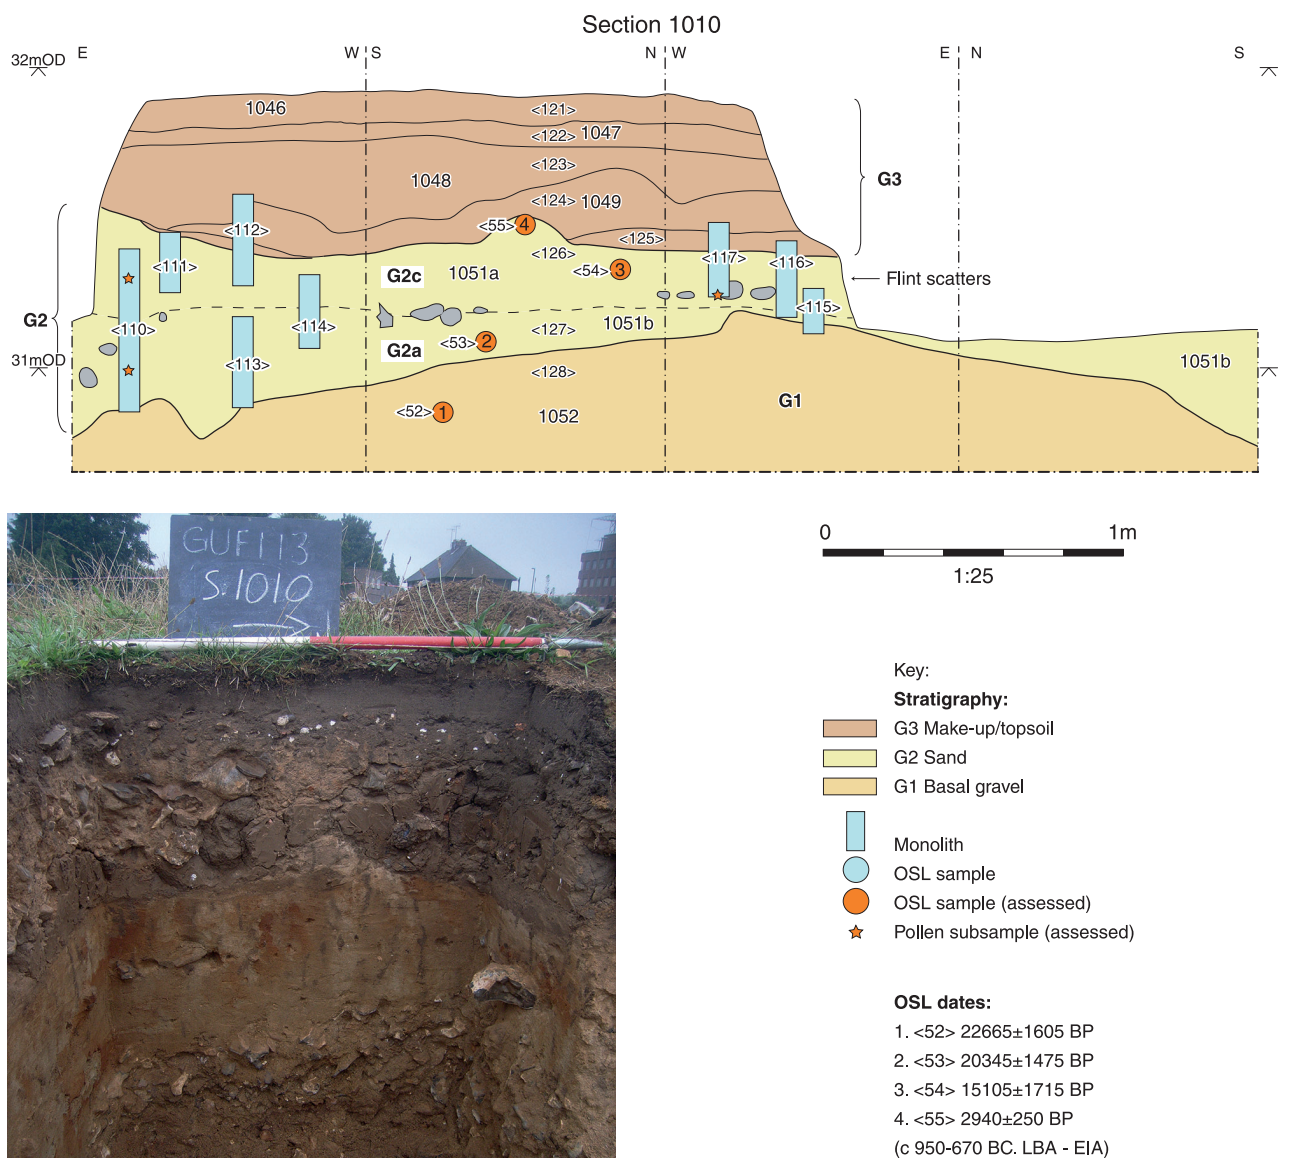 Section 1010
32mOD E W S N W E N S
1046 <121>
<122> 1047
<123>
1048
<124> 1049
G3
<55> 4
<112> <125>
<111> <126> <117> <116>
G2c 1051a <54> 3
Flint scatters
<115>
G2 <110> <114> <127> 1051b
<53> 2
G2a
31mOD <113> <128> 1051b
G1
<52> 1 1052
GUF113
S.1010
0 1m
1:25
Key:
Stratigraphy:
G3 Make-up/topsoil
G2 Sand
G1 Basal gravel
Monolith
OSL sample
OSL sample (assessed)
Pollen subsample (assessed)
OSL dates:
1. <52> 22665±1605 BP
2. <53> 20345±1475 BP
3. <54> 15105±1715 BP
4. <55> 2940±250 BP
(c 950-670 BC. LBA - EIA)